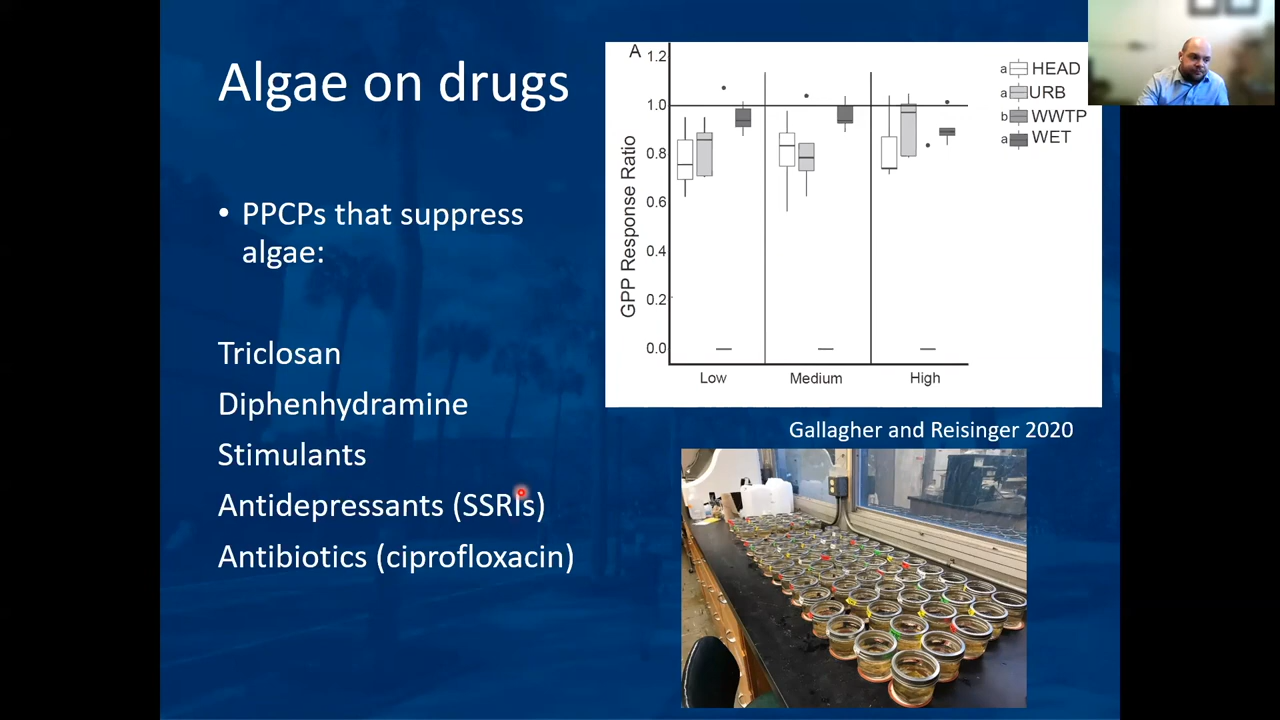 Algae on drugs
• PPCPs that suppress
algae:
Triclosan
Diphenhydramine
Stimulants
Antidepressants (SSRIs)
Antibiotics (ciprofloxacin)
A
1.2
1.0
0.8
0.6
0.4
0.2
0.0
GPP Response Ratio
Low Medium High
a HEAD
a URB
b WWTP
a WET
Gallagher and Reisinger 2020